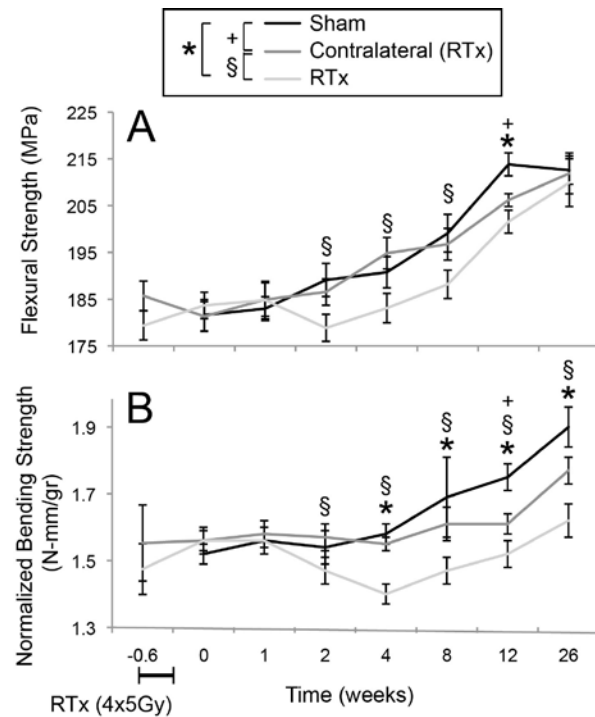 Sham
* + Contralateral (RTx)
§ RTx
A
Flexural Strength (MPa)
225
215
205
195
185
175
§ § § + *
B
Normalized Bending Strength
(N-mm/gr)
1.9
1.7
1.5
1.3
§ § * § * + § * § *
-0.6 0 1 2 4 8 12 26
RTx (4x5Gy)
Time (weeks)